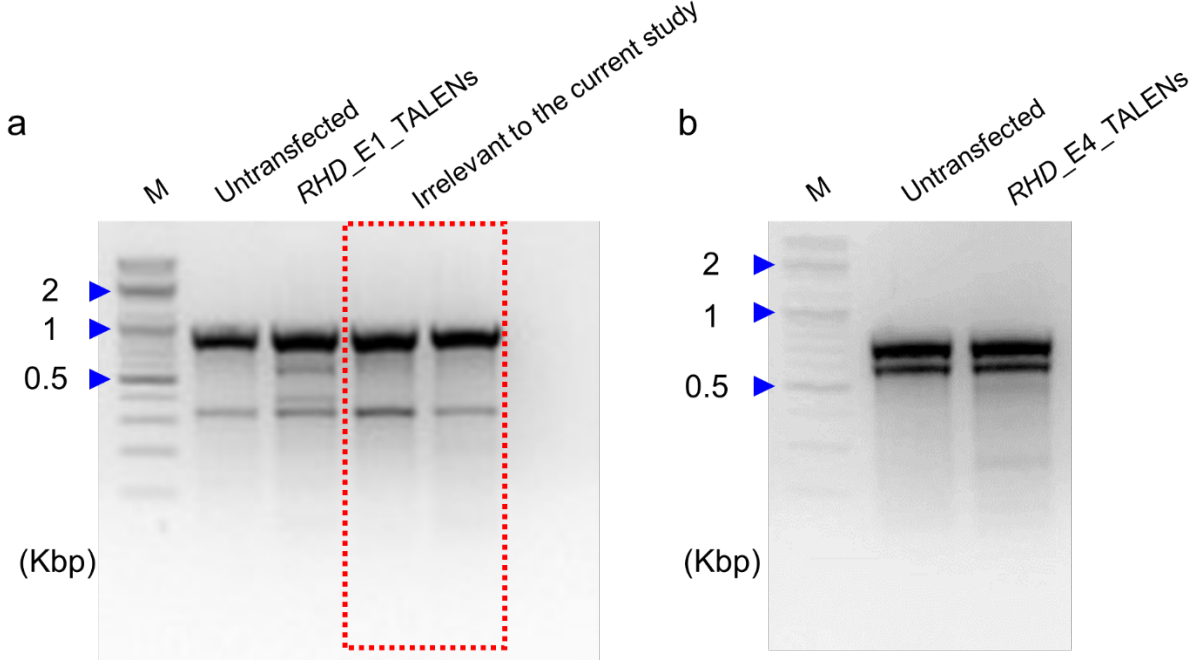 a
M
Untransfected
RHD_E1_TALENs
Irrelevant to the current study
2
1
0.5
(Kbp)
b
M
Untransfected
RHD_E4_TALENs
2
1
0.5
(Kbp)